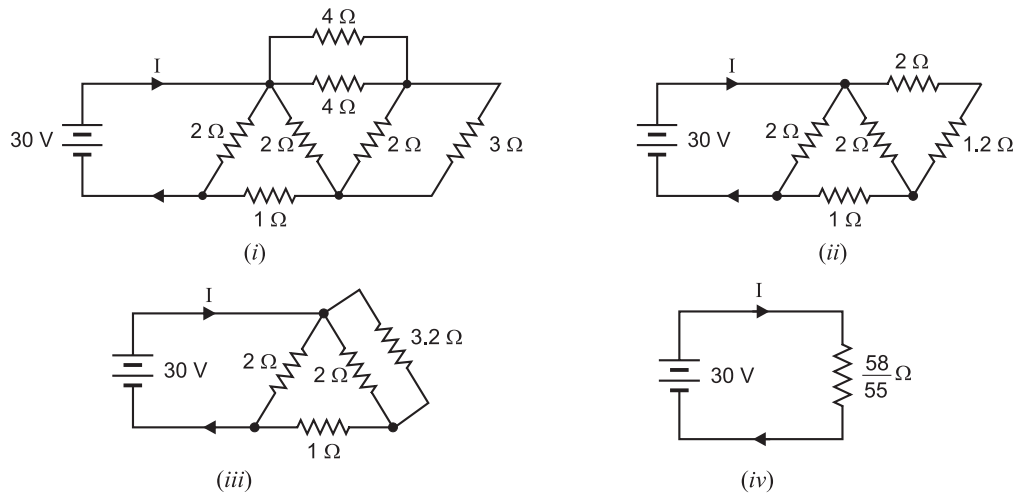 4 Ω
I
4 Ω
30 V
2 Ω
2 Ω
2 Ω
3 Ω
1 Ω
(i)
I
2 Ω
30 V
2 Ω
2 Ω
1.2 Ω
1 Ω
(ii)
I
30 V
2 Ω
2 Ω
3.2 Ω
1 Ω
(iii)
I
30 V
58
55
Ω
(iv)